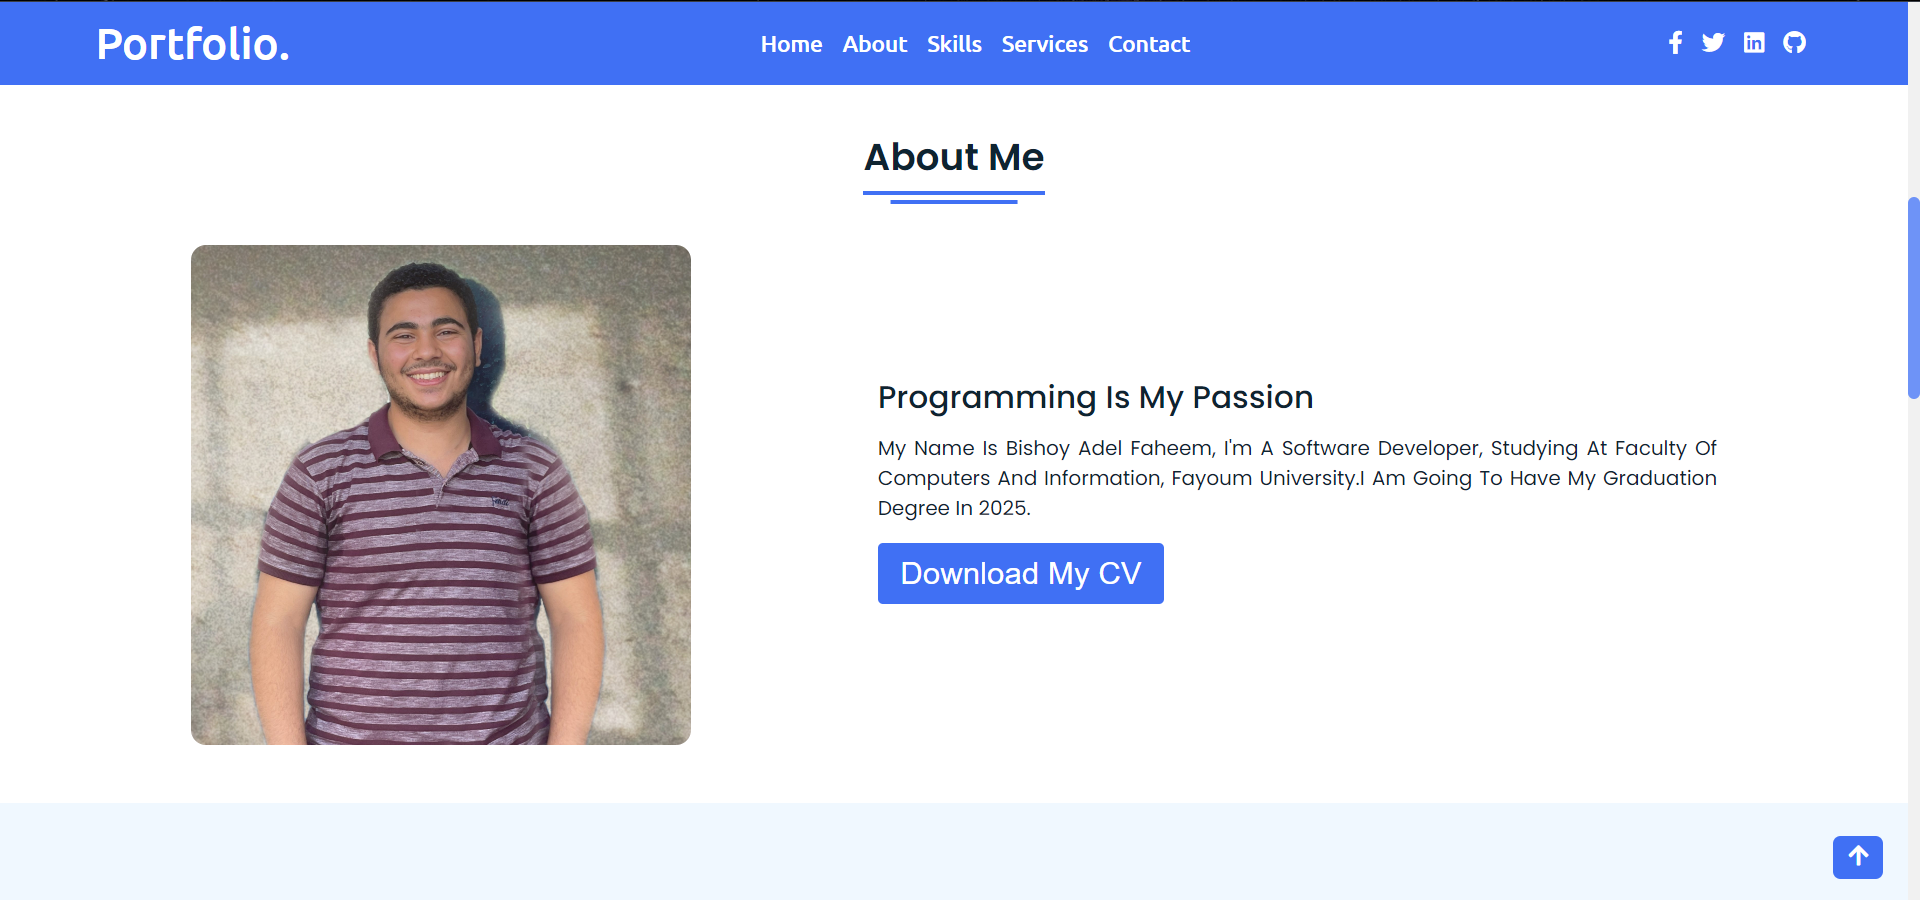 Portfolio.
Home About Skills Services Contact
About Me
Programming Is My Passion
My Name Is Bishoy Adel Faheem, I'm A Software Developer, Studying At Faculty Of
Computers And Information, Fayoum University.I Am Going To Have My Graduation
Degree In 2025.
Download My CV